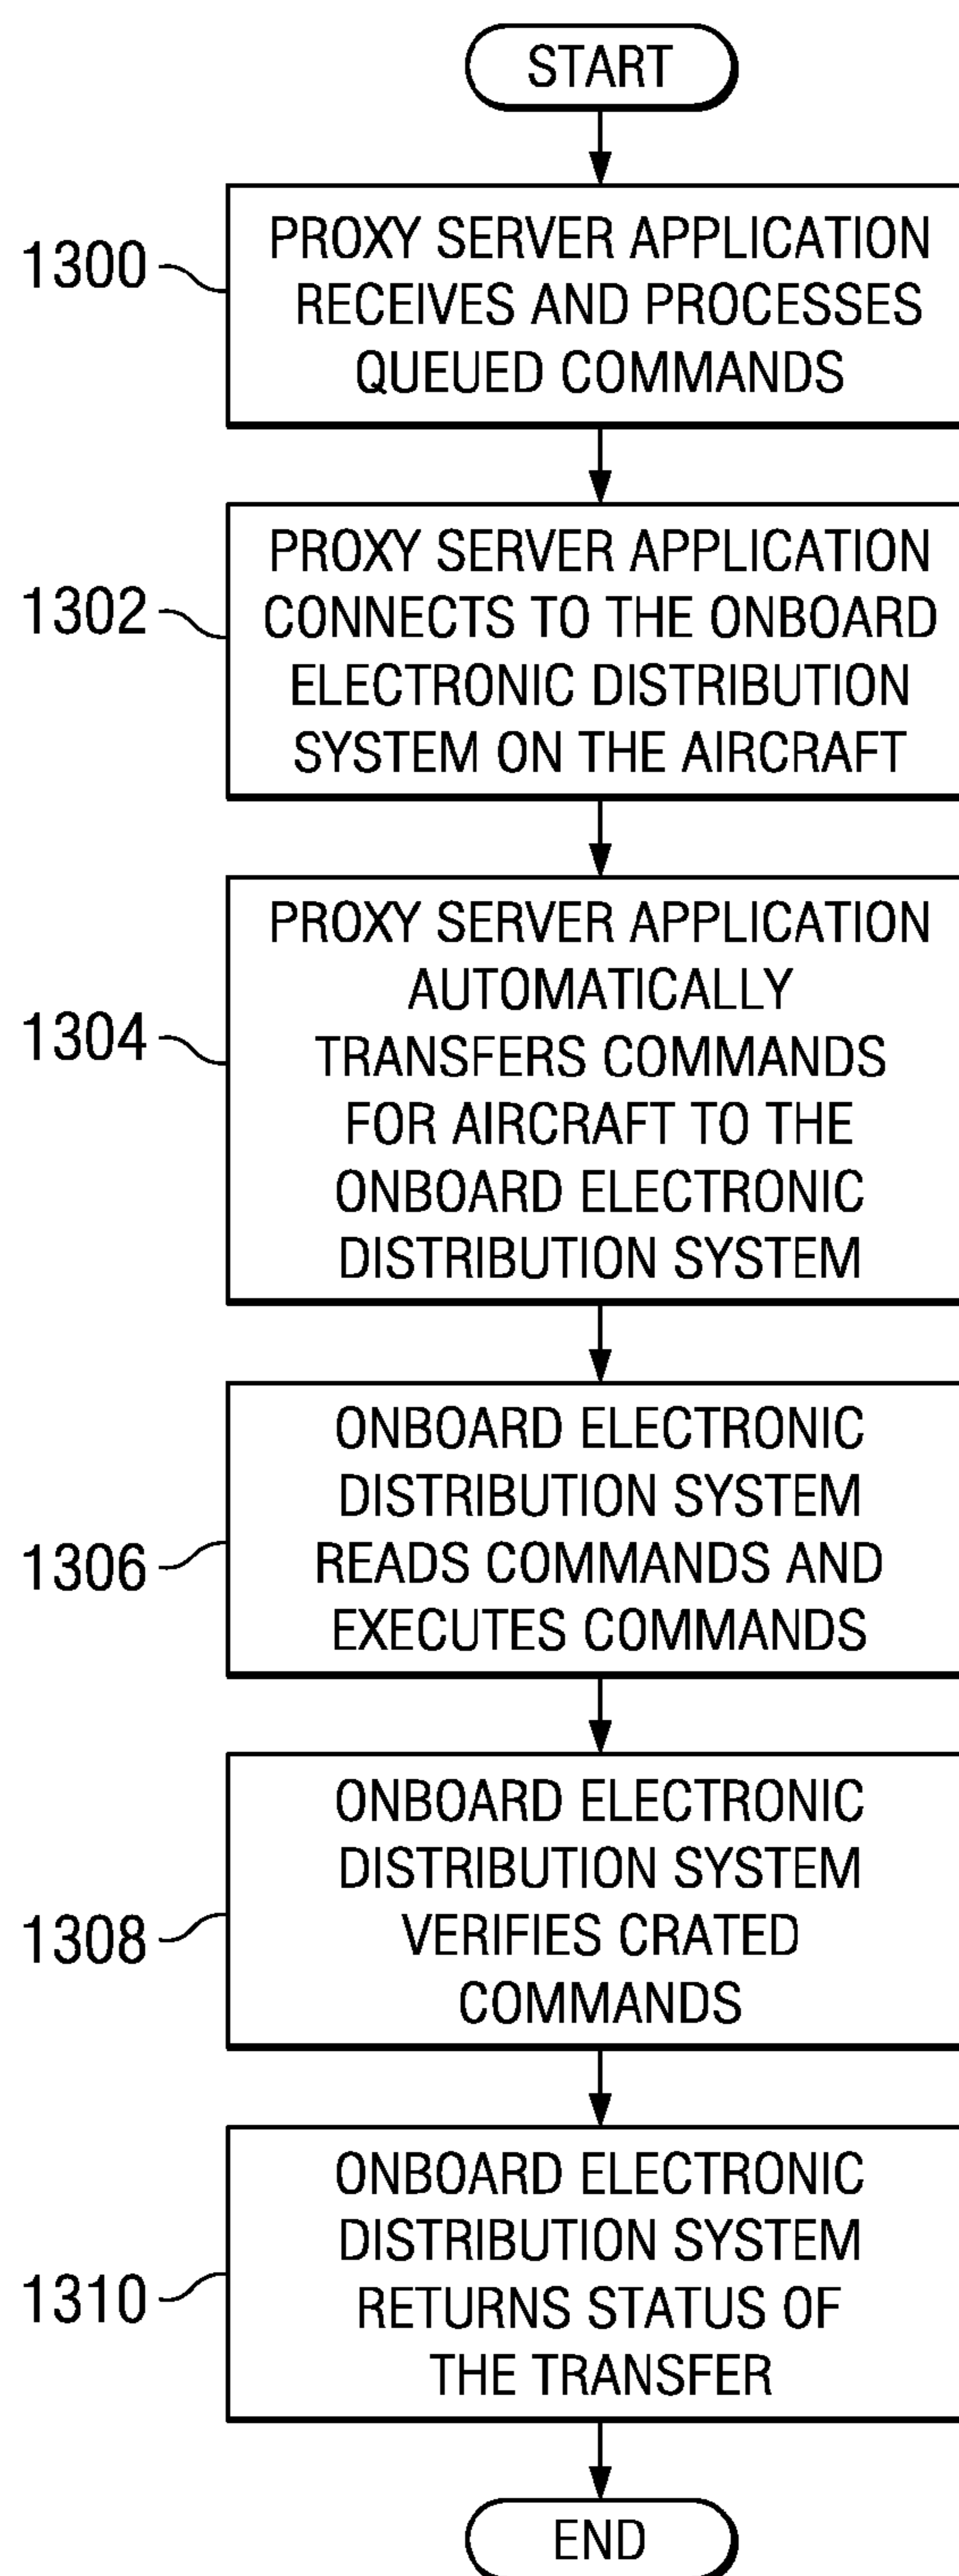 START
1300
PROXY SERVER APPLICATION
RECEIVES AND PROCESSES
QUEUED COMMANDS
1302
PROXY SERVER APPLICATION
CONNECTS TO THE ONBOARD
ELECTRONIC DISTRIBUTION
SYSTEM ON THE AIRCRAFT
1304
PROXY SERVER APPLICATION
AUTOMATICALLY
TRANSFERS COMMANDS
FOR AIRCRAFT TO THE
ONBOARD ELECTRONIC
DISTRIBUTION SYSTEM
1306
ONBOARD ELECTRONIC
DISTRIBUTION SYSTEM
READS COMMANDS AND
EXECUTES COMMANDS
1308
ONBOARD ELECTRONIC
DISTRIBUTION SYSTEM
VERIFIES CRATED
COMMANDS
1310
ONBOARD ELECTRONIC
DISTRIBUTION SYSTEM
RETURNS STATUS OF
THE TRANSFER
END